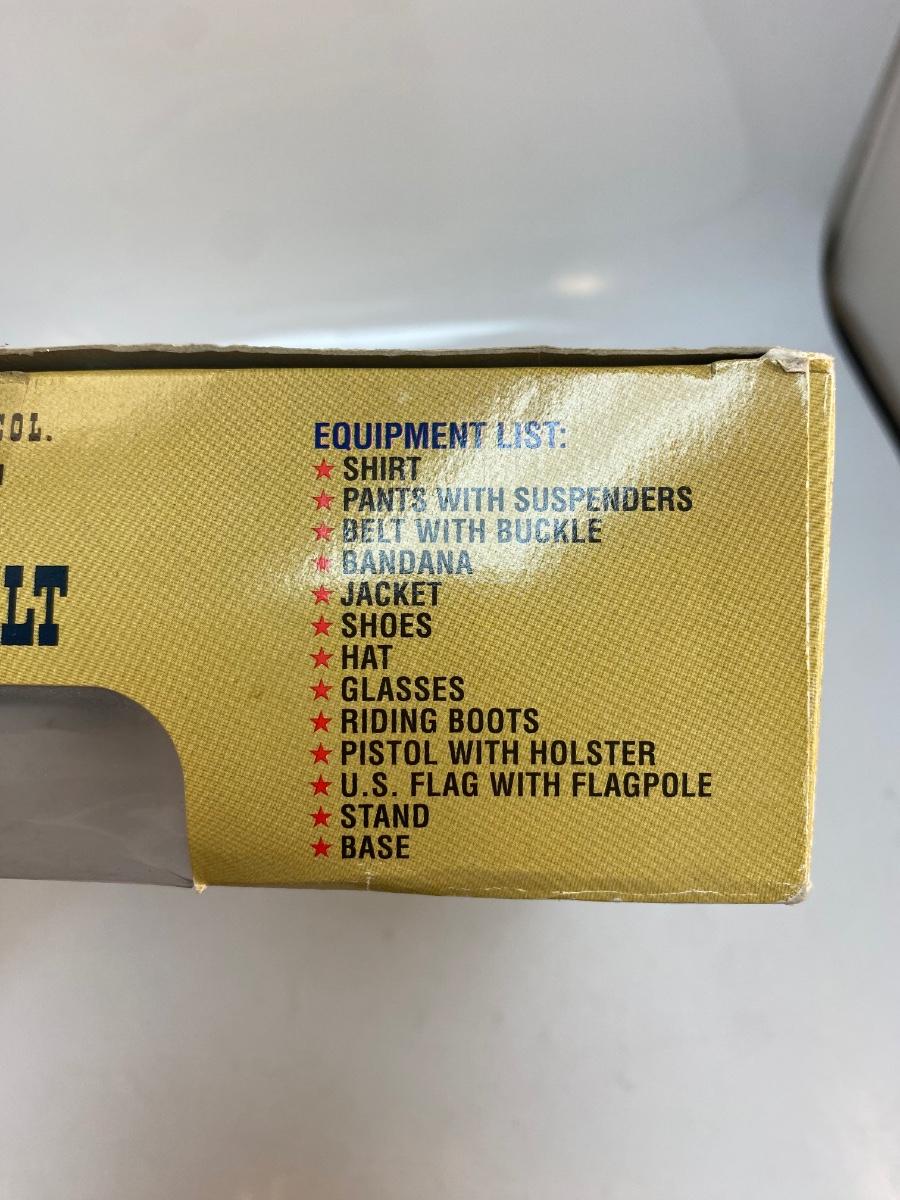 COL.
LT
EQUIPMENT LIST:
★ SHIRT
★ PANTS WITH SUSPENDERS
★ BELT WITH BUCKLE
★ BANDANA
★ JACKET
★ SHOES
★ HAT
★ GLASSES
★ RIDING BOOTS
★ PISTOL WITH HOLSTER
★ U.S. FLAG WITH FLAGPOLE
★ STAND
★ BASE